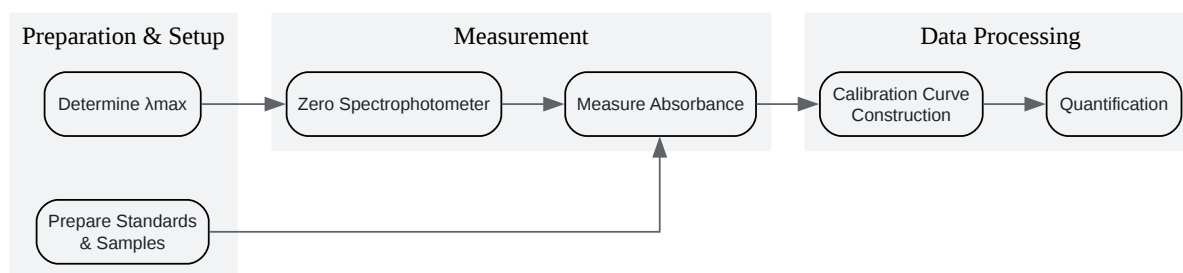 Preparation & Setup
Measurement
Data Processing
Determine λmax
Zero Spectrophotometer
Measure Absorbance
Calibration Curve
Construction
Quantification
Prepare Standards
& Samples